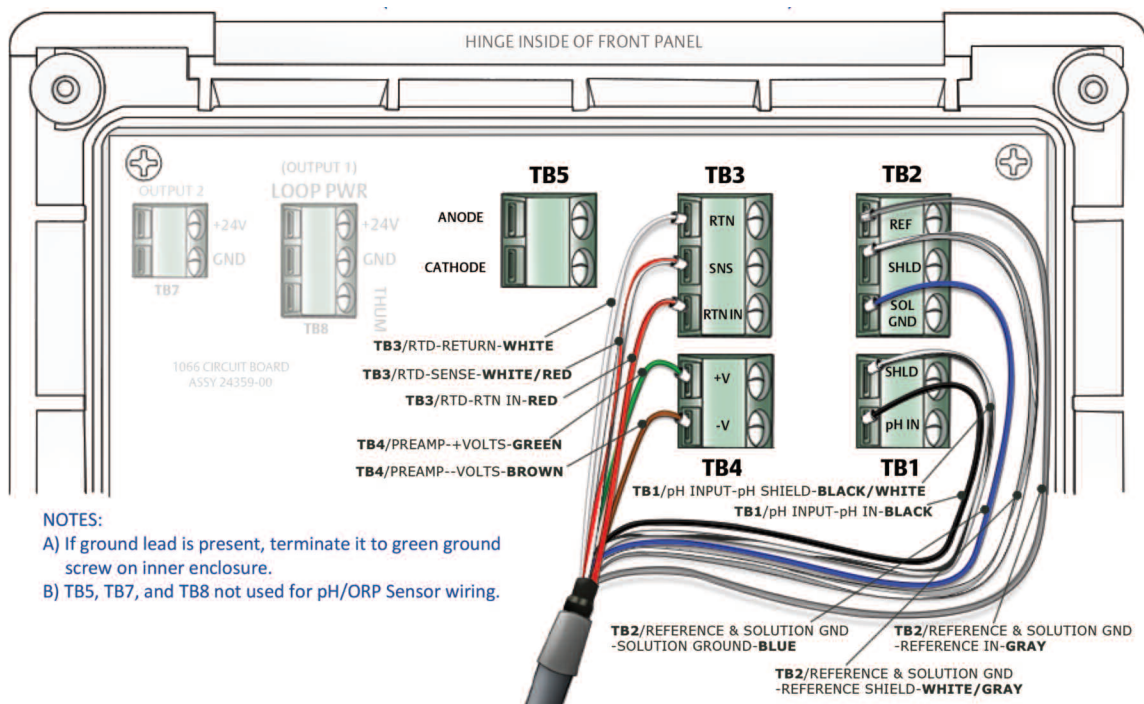 HINGE INSIDE OF FRONT PANEL
OUTPUT 2
+24V
GND
TB7
(OUTPUT 1)
LOOP PWR
+24V
GND
THUM
TB8
1066 CIRCUIT BOARD
ASSY 24359-00
TB5
ANODE
CATHODE
TB3
RTN
SNS
RTN IN
TB2
REF
SHLD
SOL
GND
TB3/RTD-RETURN-WHITE
TB3/RTD-SENSE-WHITE/RED
TB3/RTD-RTN IN-RED
TB4/PREAMP-+VOLTS-GREEN
TB4/PREAMP--VOLTS-BROWN
+V
-V
TB4
SHLD
pH IN
TB1
TB1/pH INPUT-pH SHIELD-BLACK/WHITE
TB1/pH INPUT-pH IN-BLACK
NOTES:
A) If ground lead is present, terminate it to green ground
screw on inner enclosure.
B) TB5, TB7, and TB8 not used for pH/ORP Sensor wiring.
TB2/REFERENCE & SOLUTION GND
-SOLUTION GROUND-BLUE
TB2/REFERENCE & SOLUTION GND
-REFERENCE IN-GRAY
TB2/REFERENCE & SOLUTION GND
-REFERENCE SHIELD-WHITE/GRAY